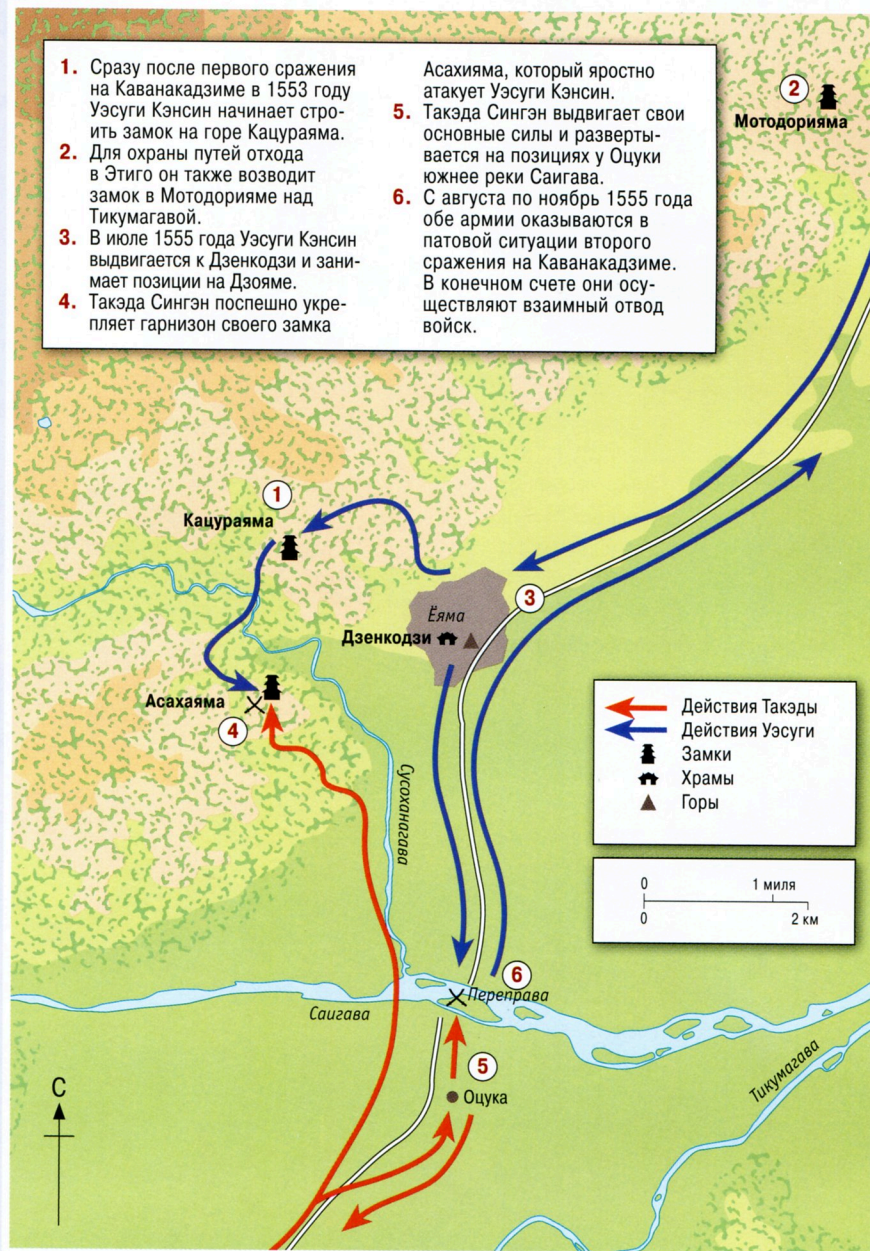 1. Сразу после первого сражения
на Каванакадзиме в 1553 году
Уэсуги Кэнсин начинает стро-
ить замок на горе Кацураяма.
2. Для охраны путей отхода
в Этиго он также возводит
замок в Мотодорияме над
Тикумагавой.
3. В июле 1555 года Уэсуги Кэнсин
выдвигается к Дзенкодзи и зани-
мает позиции на Дзояме.
4. Такэда Сингэн поспешно укре-
пляет гарнизон своего замка
Асахияма, который яростно
атакует Уэсуги Кэнсин.
5. Такэда Сингэн выдвигает свои
основные силы и разверты-
вается на позициях у Оцуки
южнее реки Саигава.
6. С августа по ноябрь 1555 года
обе армии оказываются в
патовой ситуации второго
сражения на Каванакадзиме.
В конечном счете они осу-
ществляют взаимный отвод
войск.
2
Мотодорияма
1
Кацураяма
3
Ёяма
Дзенкодзи
Асахаяма
4
Сусоханагава
Действия Такэды
Действия Уэсуги
Замки
Храмы
Горы
0 1 миля
0 2 км
6
Переправа
Саигава
5
Оцука
Тикумагава
С